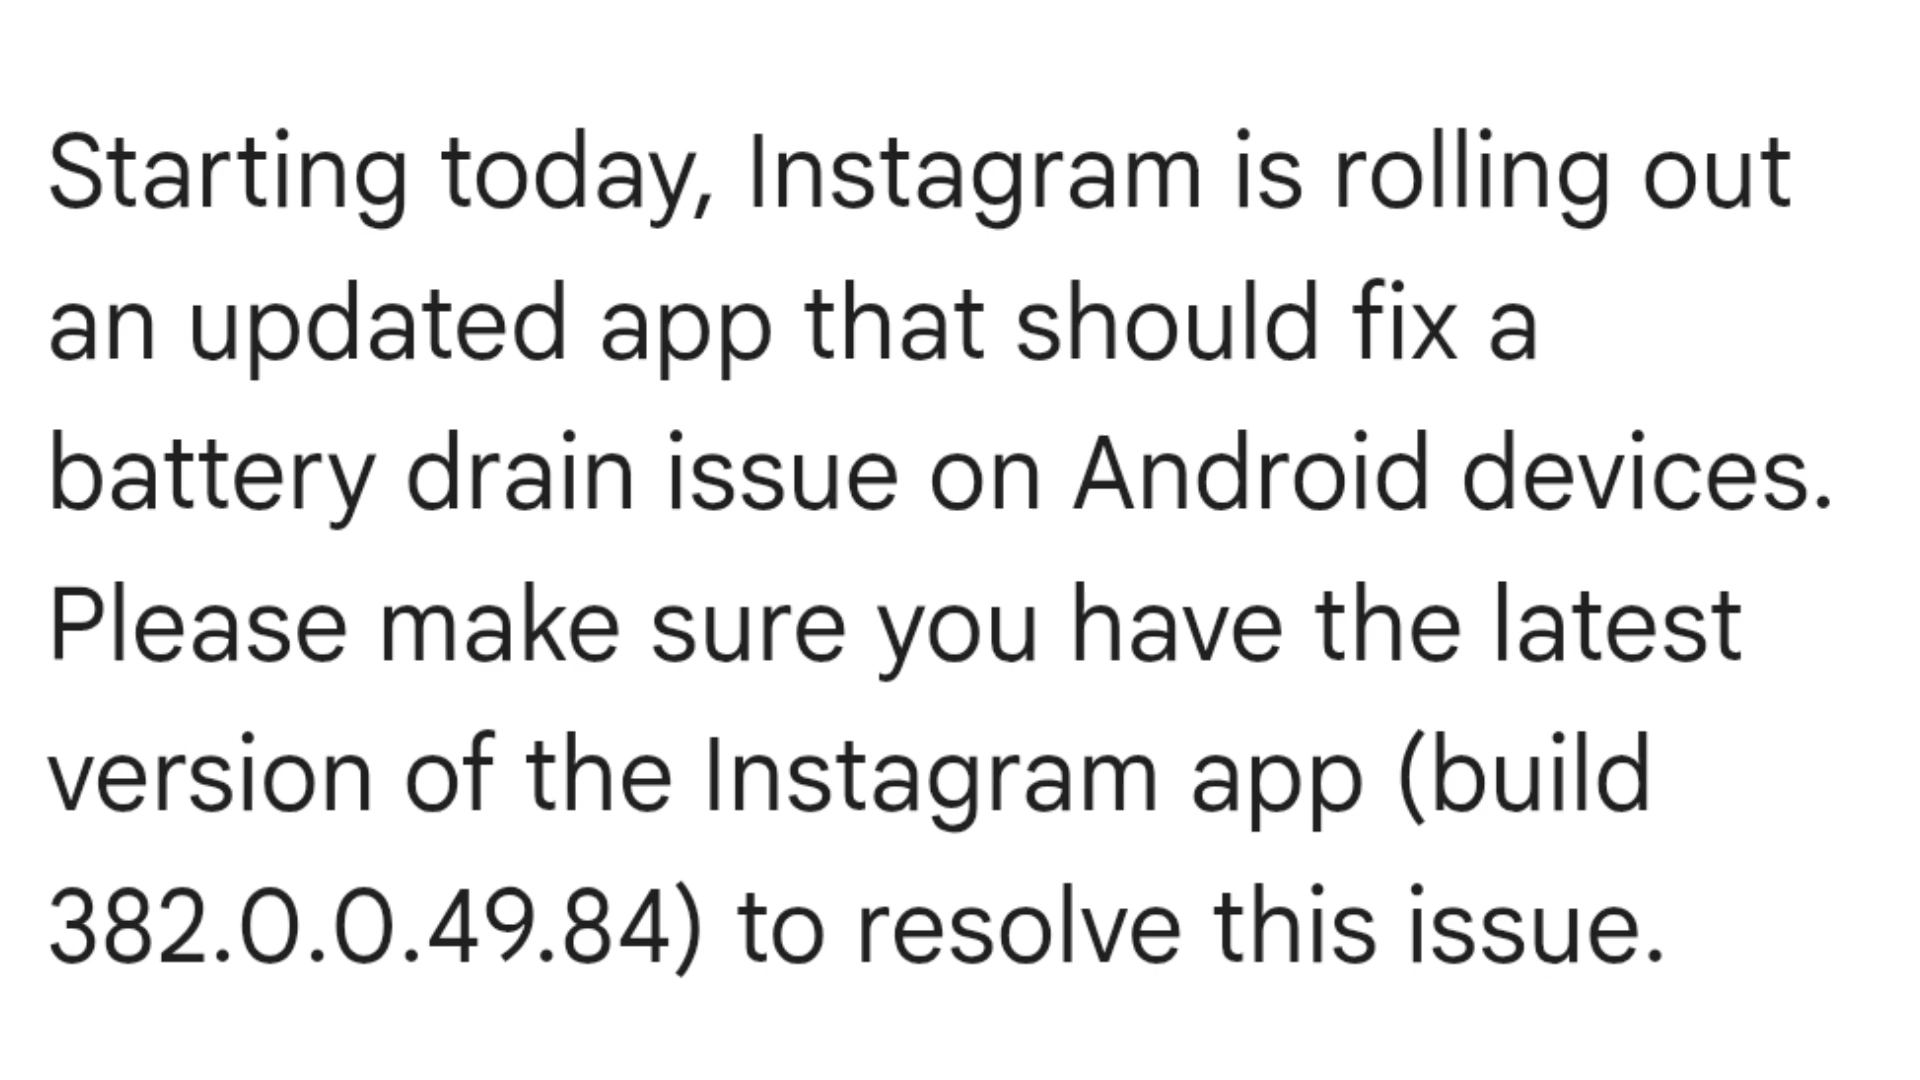 Starting today, Instagram is rolling out
an updated app that should fix a
battery drain issue on Android devices.
Please make sure you have the latest
version of the Instagram app (build
382.0.0.49.84) to resolve this issue.